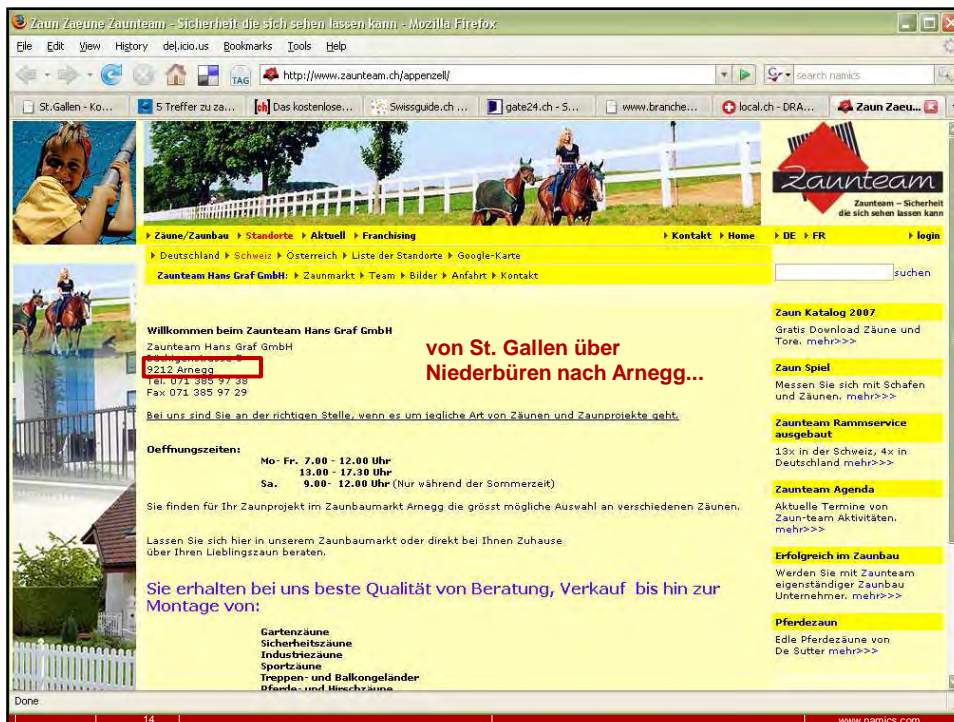 Zaun Zaeune Zaunteam - Sicherheit die sich sehen lassen kann - Mozilla Firefox
File Edit View History del.icio.us Bookmarks Tools Help
TAG http://www.zaunteam.ch/appenzell/ search namics
St.Gallen - Ko... 5 Treffer zu za... [ch] Das kostenlose... Swissguide.ch ... gate24.ch - S... www.branche... local.ch - DRA... Zaun Zaeu...
Zaunteam
Zaunteam – Sicherheit
die sich sehen lassen kann
Zäune/Zaunbau Standorte Aktuell Franchising Kontakt Home DE FR login
Deutschland Schweiz Österreich Liste der Standorte Google-Karte
Zaunteam Hans Graf GmbH: Zaunmarkt Team Bilder Anfahrt Kontakt
suchen
Willkommen beim Zaunteam Hans Graf GmbH
Zaunteam Hans Graf GmbH
9212 Arnegg
Tel. 071 385 97 38
Fax 071 385 97 29
von St. Gallen über
Niederbüren nach Arnegg...
Bei uns sind Sie an der richtigen Stelle, wenn es um jegliche Art von Zäunen und Zaunprojekte geht.
Oeffnungszeiten:
Mo- Fr. 7.00 - 12.00 Uhr
13.00 - 17.30 Uhr
Sa. 9.00- 12.00 Uhr (Nur während der Sommerzeit)
Sie finden für Ihr Zaunprojekt im Zaunbaumarkt Arnegg die grösst mögliche Auswahl an verschiedenen Zäunen.
Lassen Sie sich hier in unserem Zaunbaumarkt oder direkt bei Ihnen Zuhause
über Ihren Lieblingszaun beraten.
Sie erhalten bei uns beste Qualität von Beratung, Verkauf bis hin zur
Montage von:
Gartenzäune
Sicherheitszäune
Industriezäune
Sportzäune
Treppen- und Balkongeländer
Pferde- und Hirschzäune
Zaun Katalog 2007
Gratis Download Zäune und
Tore. mehr>>>
Zaun Spiel
Messen Sie sich mit Schafen
und Zäunen. mehr>>>
Zaunteam Rammservice
ausgebaut
13x in der Schweiz, 4x in
Deutschland mehr>>>
Zaunteam Agenda
Aktuelle Termine von
Zaun-team Aktivitäten.
mehr>>>
Erfolgreich im Zaunbau
Werden Sie mit Zaunteam
eigenständiger Zaunbau
Unternehmer. mehr>>>
Pferdezaun
Edle Pferdezäune von
De Sutter mehr>>>
Done
14 www.namics.com